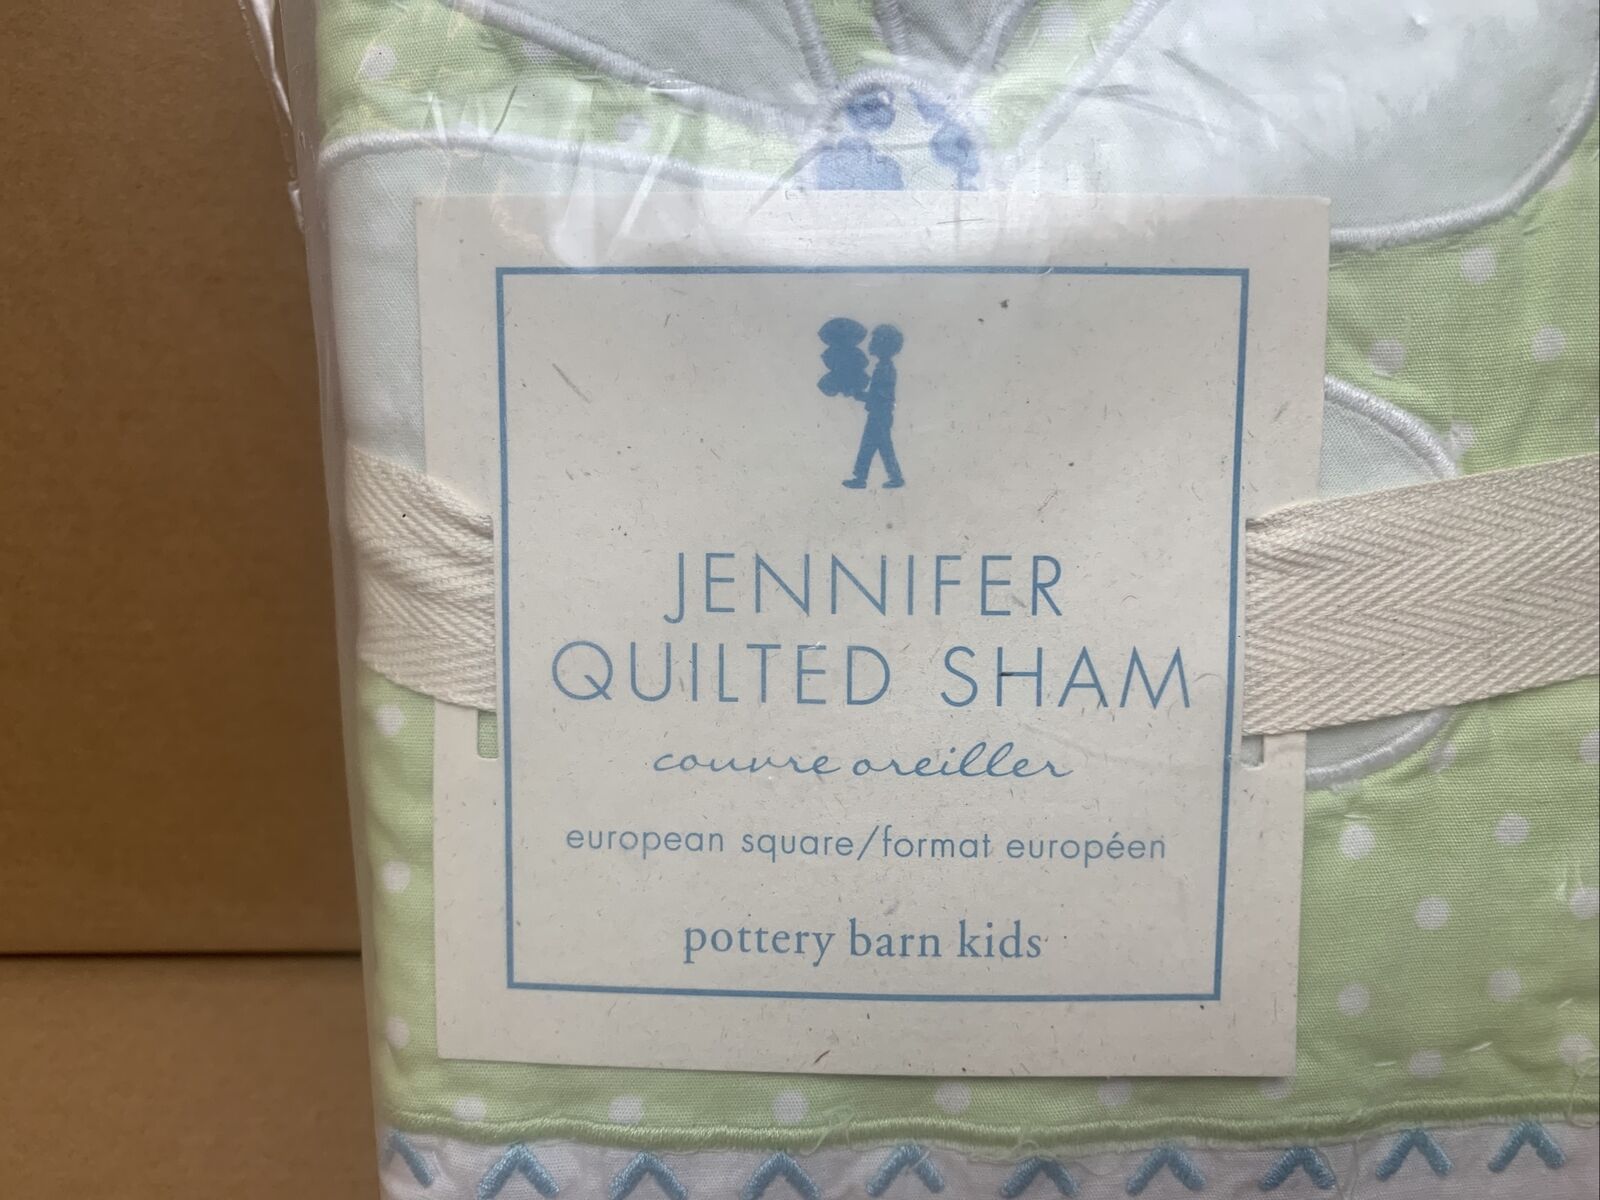 JENNIFER
QUILTED SHAM
couvre oreiller
european square/format européen
pottery barn kids